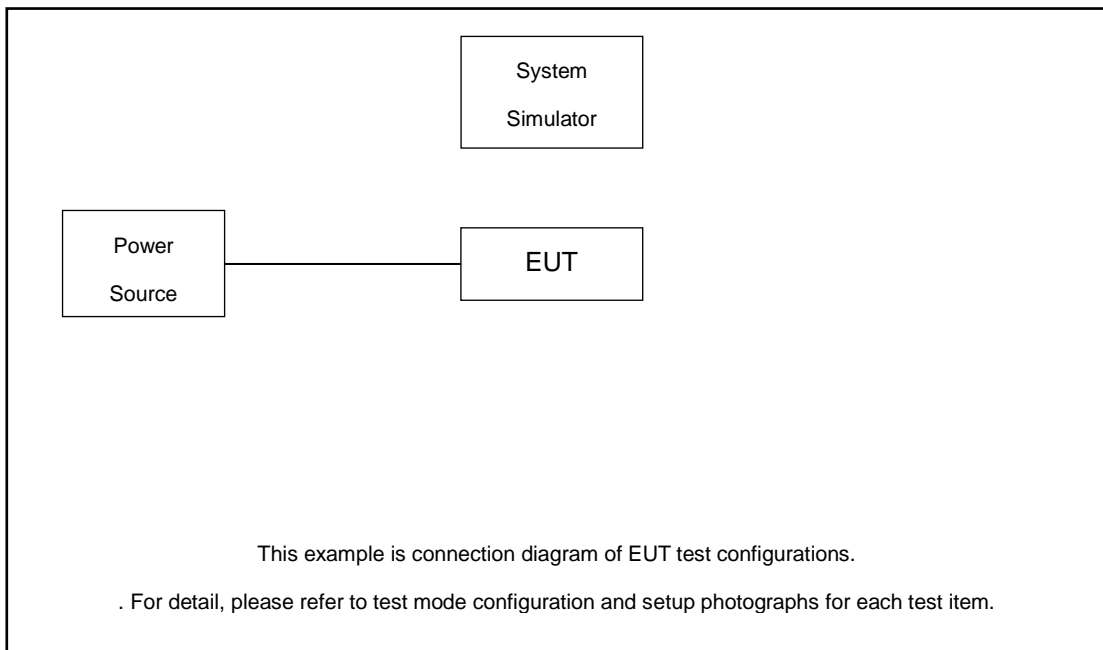 System
Simulator
Power
Source
EUT
This example is connection diagram of EUT test configurations.
. For detail, please refer to test mode configuration and setup photographs for each test item.